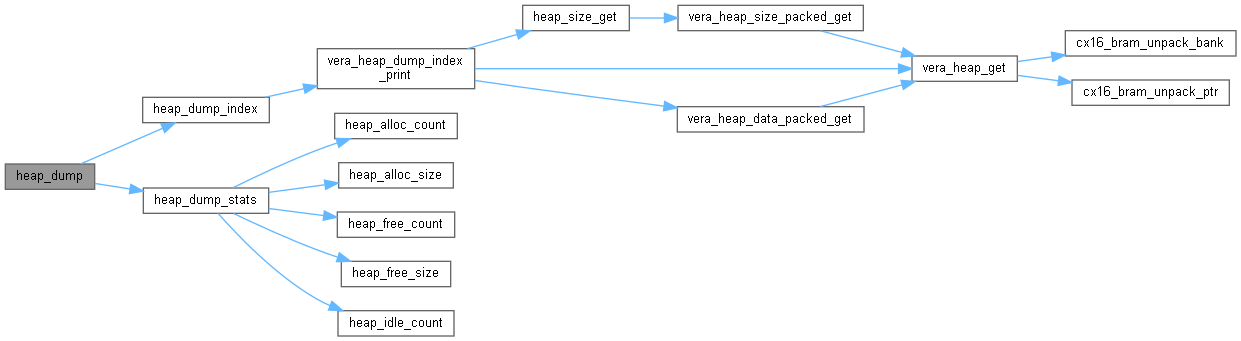 heap_dump
heap_dump_index
heap_dump_stats
vera_heap_dump_index
_print
heap_alloc_count
heap_alloc_size
heap_free_count
heap_free_size
heap_idle_count
heap_size_get
vera_heap_size_packed_get
vera_heap_data_packed_get
vera_heap_get
cx16_bram_unpack_bank
cx16_bram_unpack_ptr